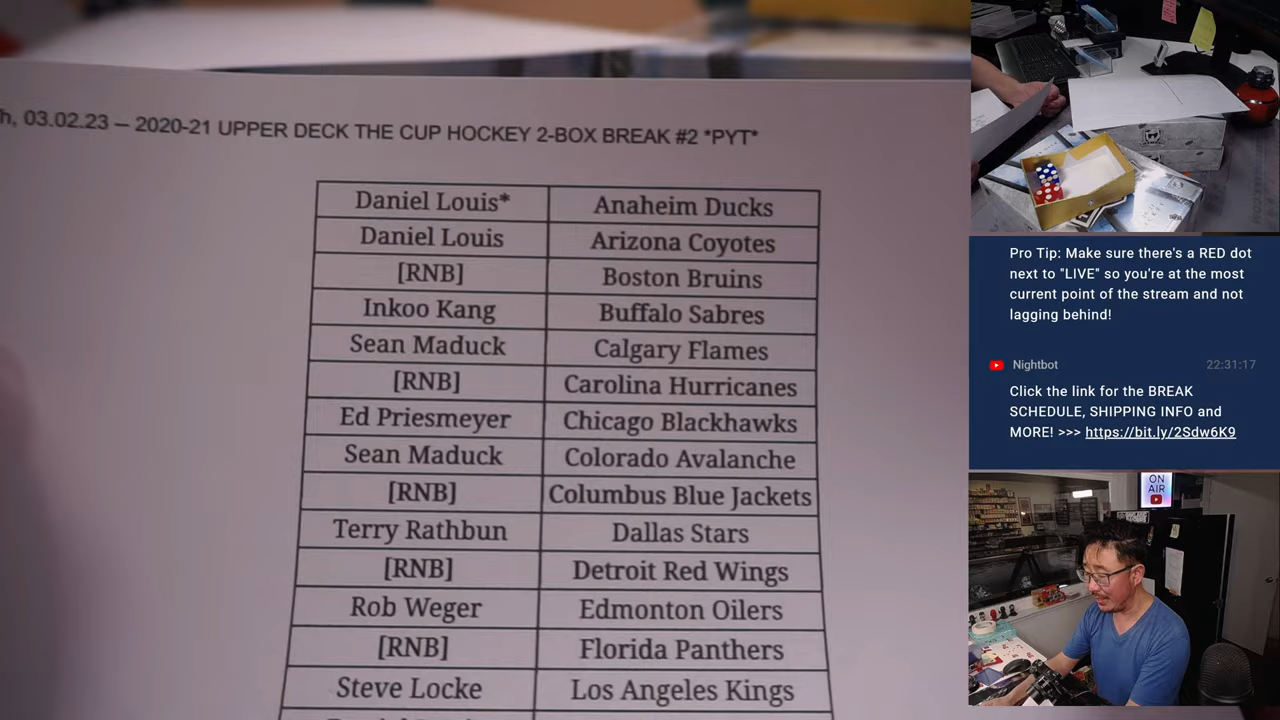 h, 03.02.23 – 2020-21 UPPER DECK THE CUP HOCKEY 2-BOX BREAK #2 *PYT*
Daniel Louis* Anaheim Ducks
Daniel Louis Arizona Coyotes
[RNB] Boston Bruins
Inkoo Kang Buffalo Sabres
Sean Maduck Calgary Flames
[RNB] Carolina Hurricanes
Ed Priesmeyer Chicago Blackhawks
Sean Maduck Colorado Avalanche
[RNB] Columbus Blue Jackets
Terry Rathbun Dallas Stars
[RNB] Detroit Red Wings
Rob Weger Edmonton Oilers
[RNB] Florida Panthers
Steve Locke Los Angeles Kings
Pro Tip: Make sure there's a RED dot
next to "LIVE" so you're at the most
current point of the stream and not
lagging behind!
Nightbot 22:31:17
Click the link for the BREAK
SCHEDULE, SHIPPING INFO and
MORE! >>> https://bit.ly/2Sdw6K9
ON
AIR